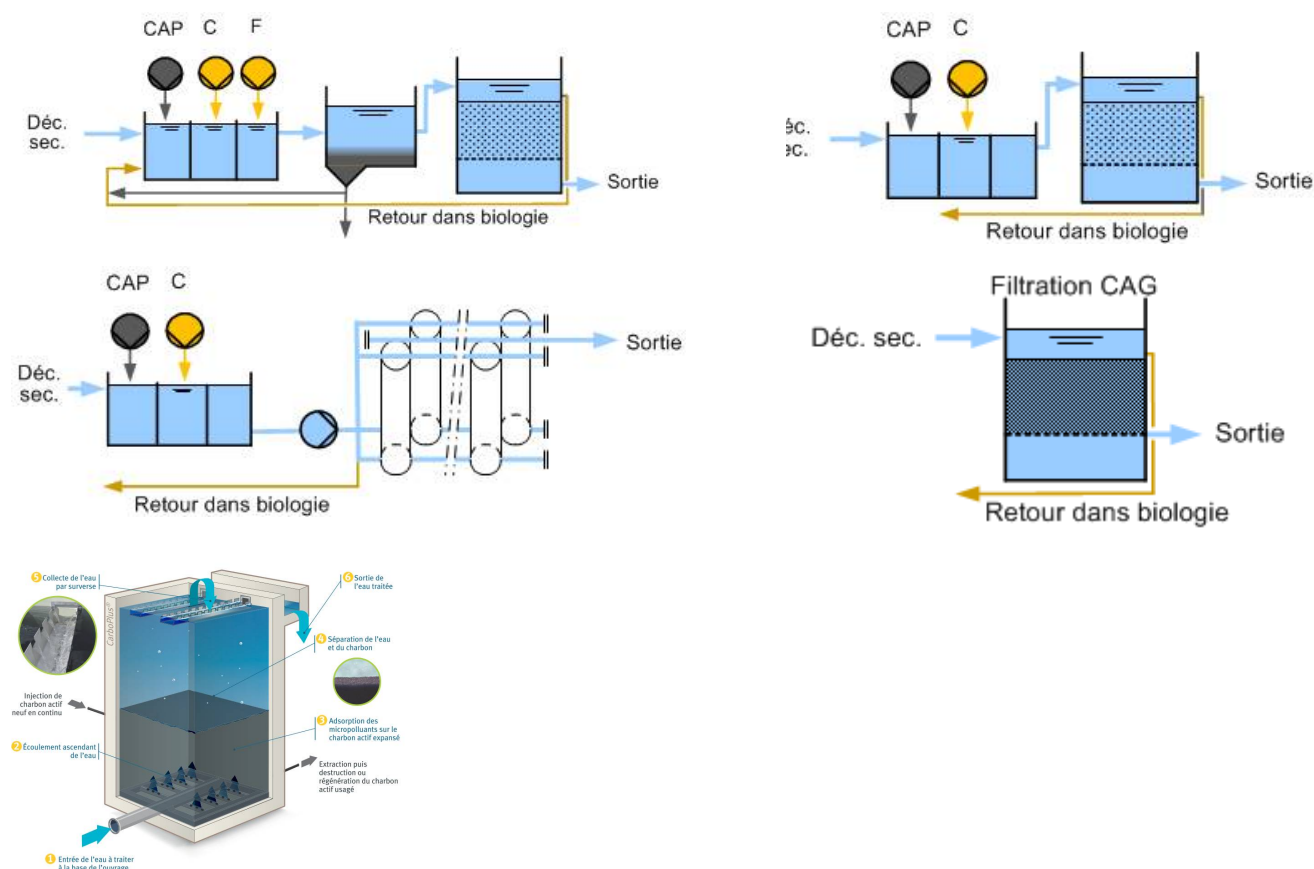 CAP C F
Déc.
sec.
Sortie
Retour dans biologie
CAP C
éc.
ec.
Sortie
Retour dans biologie
CAP C
Déc.
sec.
Sortie
Retour dans biologie
Filtration CAG
Déc. sec.
Sortie
Retour dans biologie
5 Collecte de l'eau
par surverse
6 Sortie de
l'eau traitée
CarboPlus®
4 Séparation de l'eau
et du charbon
Injection de
charbon actif
neuf en continu
3 Adsorption des
micropolluants sur le
charbon actif expansé
2 Écoulement ascendant
de l'eau
Extraction puis
destruction ou
régénération du charbon
actif usagé
1 Entrée de l'eau à traiter
à la base de l'ouvrage